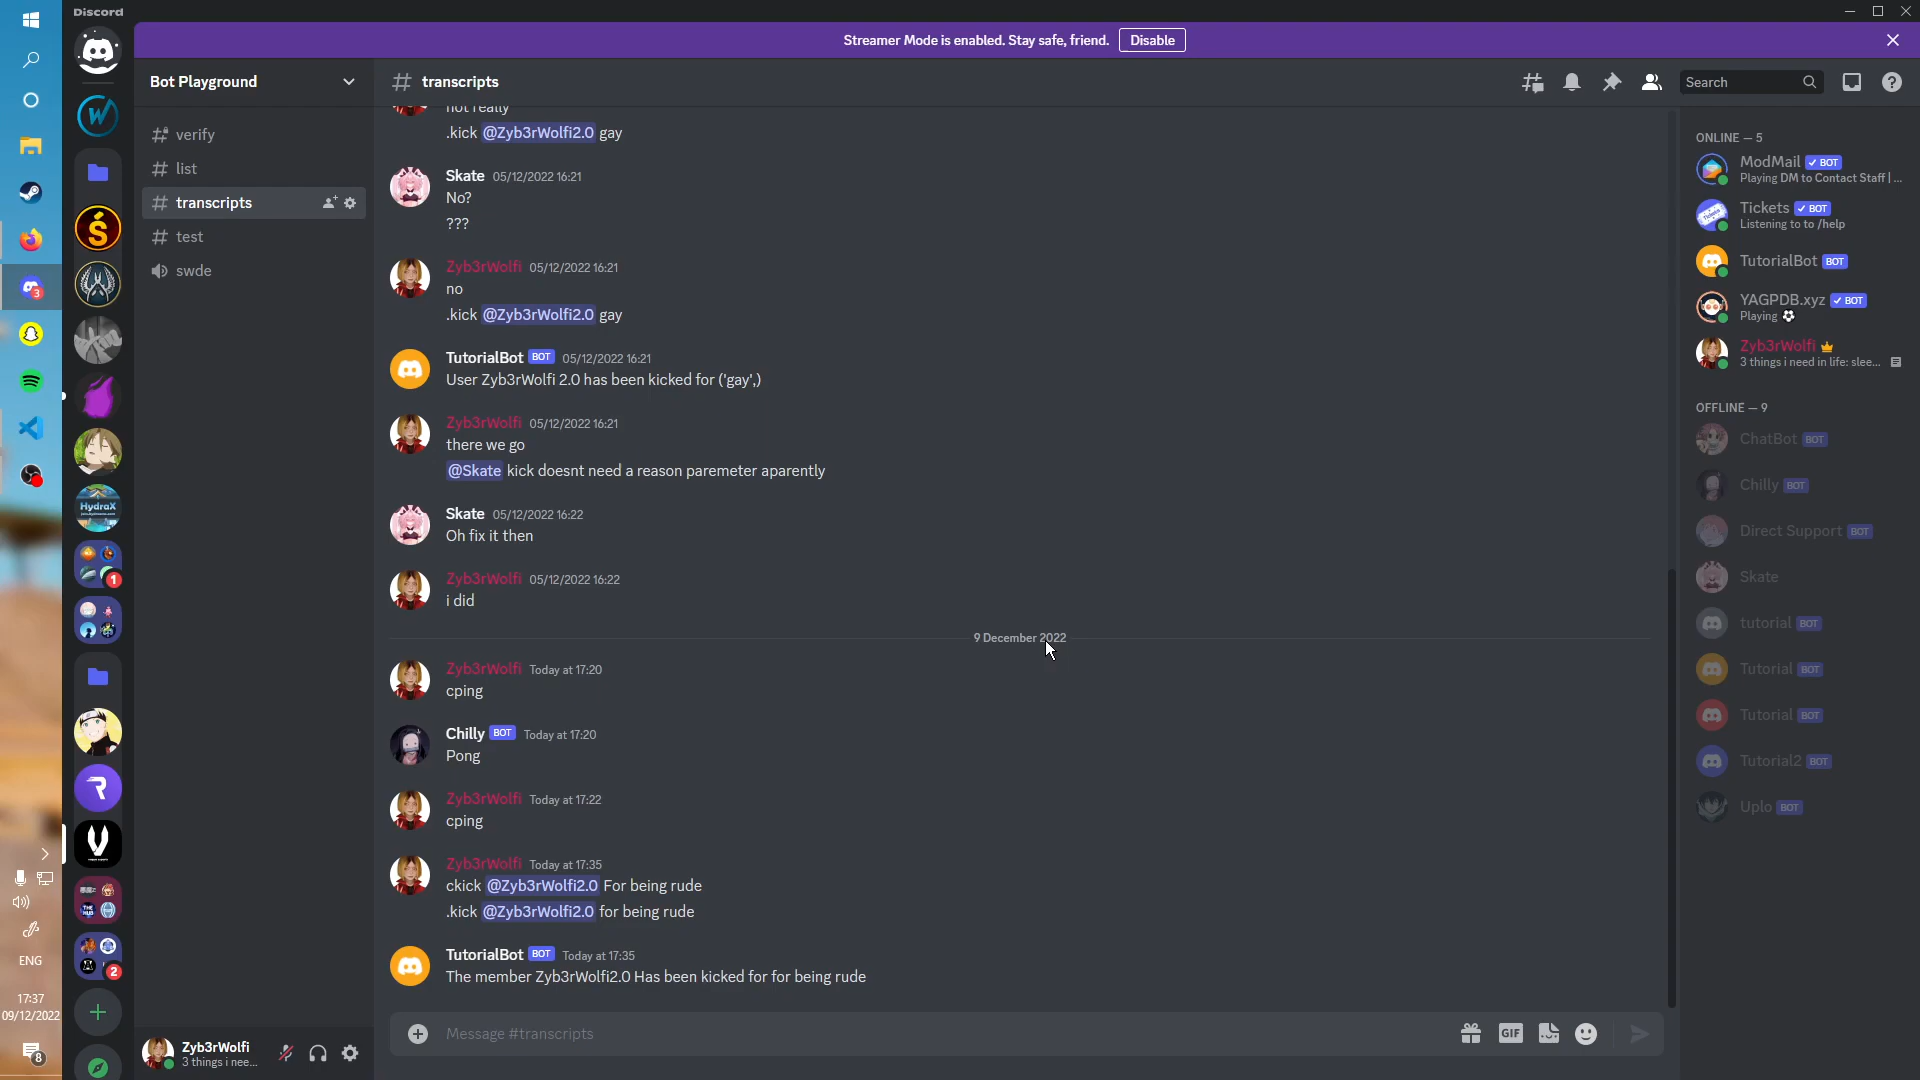 Discord
Streamer Mode is enabled. Stay safe, friend. Disable
Bot Playground
verify
list
transcripts
test
swde
transcripts
Search
not really
.kick @Zyb3rWolfi2.0 gay
Skate 05/12/2022 16:21
No?
???
Zyb3rWolfi 05/12/2022 16:21
no
.kick @Zyb3rWolfi2.0 gay
TutorialBot BOT 05/12/2022 16:21
User Zyb3rWolfi 2.0 has been kicked for ('gay',)
Zyb3rWolfi 05/12/2022 16:21
there we go
@Skate kick doesnt need a reason paremeter aparently
Skate 05/12/2022 16:22
Oh fix it then
Zyb3rWolfi 05/12/2022 16:22
i did
9 December 2022
Zyb3rWolfi Today at 17:20
cping
Chilly BOT Today at 17:20
Pong
Zyb3rWolfi Today at 17:22
cping
Zyb3rWolfi Today at 17:35
ckick @Zyb3rWolfi2.0 For being rude
.kick @Zyb3rWolfi2.0 for being rude
TutorialBot BOT Today at 17:35
The member Zyb3rWolfi2.0 Has been kicked for for being rude
Message #transcripts
GIF
ONLINE — 5
ModMail BOT
Playing DM to Contact Staff | ...
Tickets BOT
Listening to to /help
TutorialBot BOT
YAGPDB.xyz BOT
Playing ⚽
Zyb3rWolfi
3 things i need in life: slee...
OFFLINE — 9
ChatBot BOT
Chilly BOT
Direct Support BOT
Skate
tutorial BOT
Tutorial BOT
Tutorial BOT
Tutorial2 BOT
Uplo BOT
Zyb3rWolfi
3 things i nee...
HydraX
1
2
3
ENG
17:37
09/12/2022
8